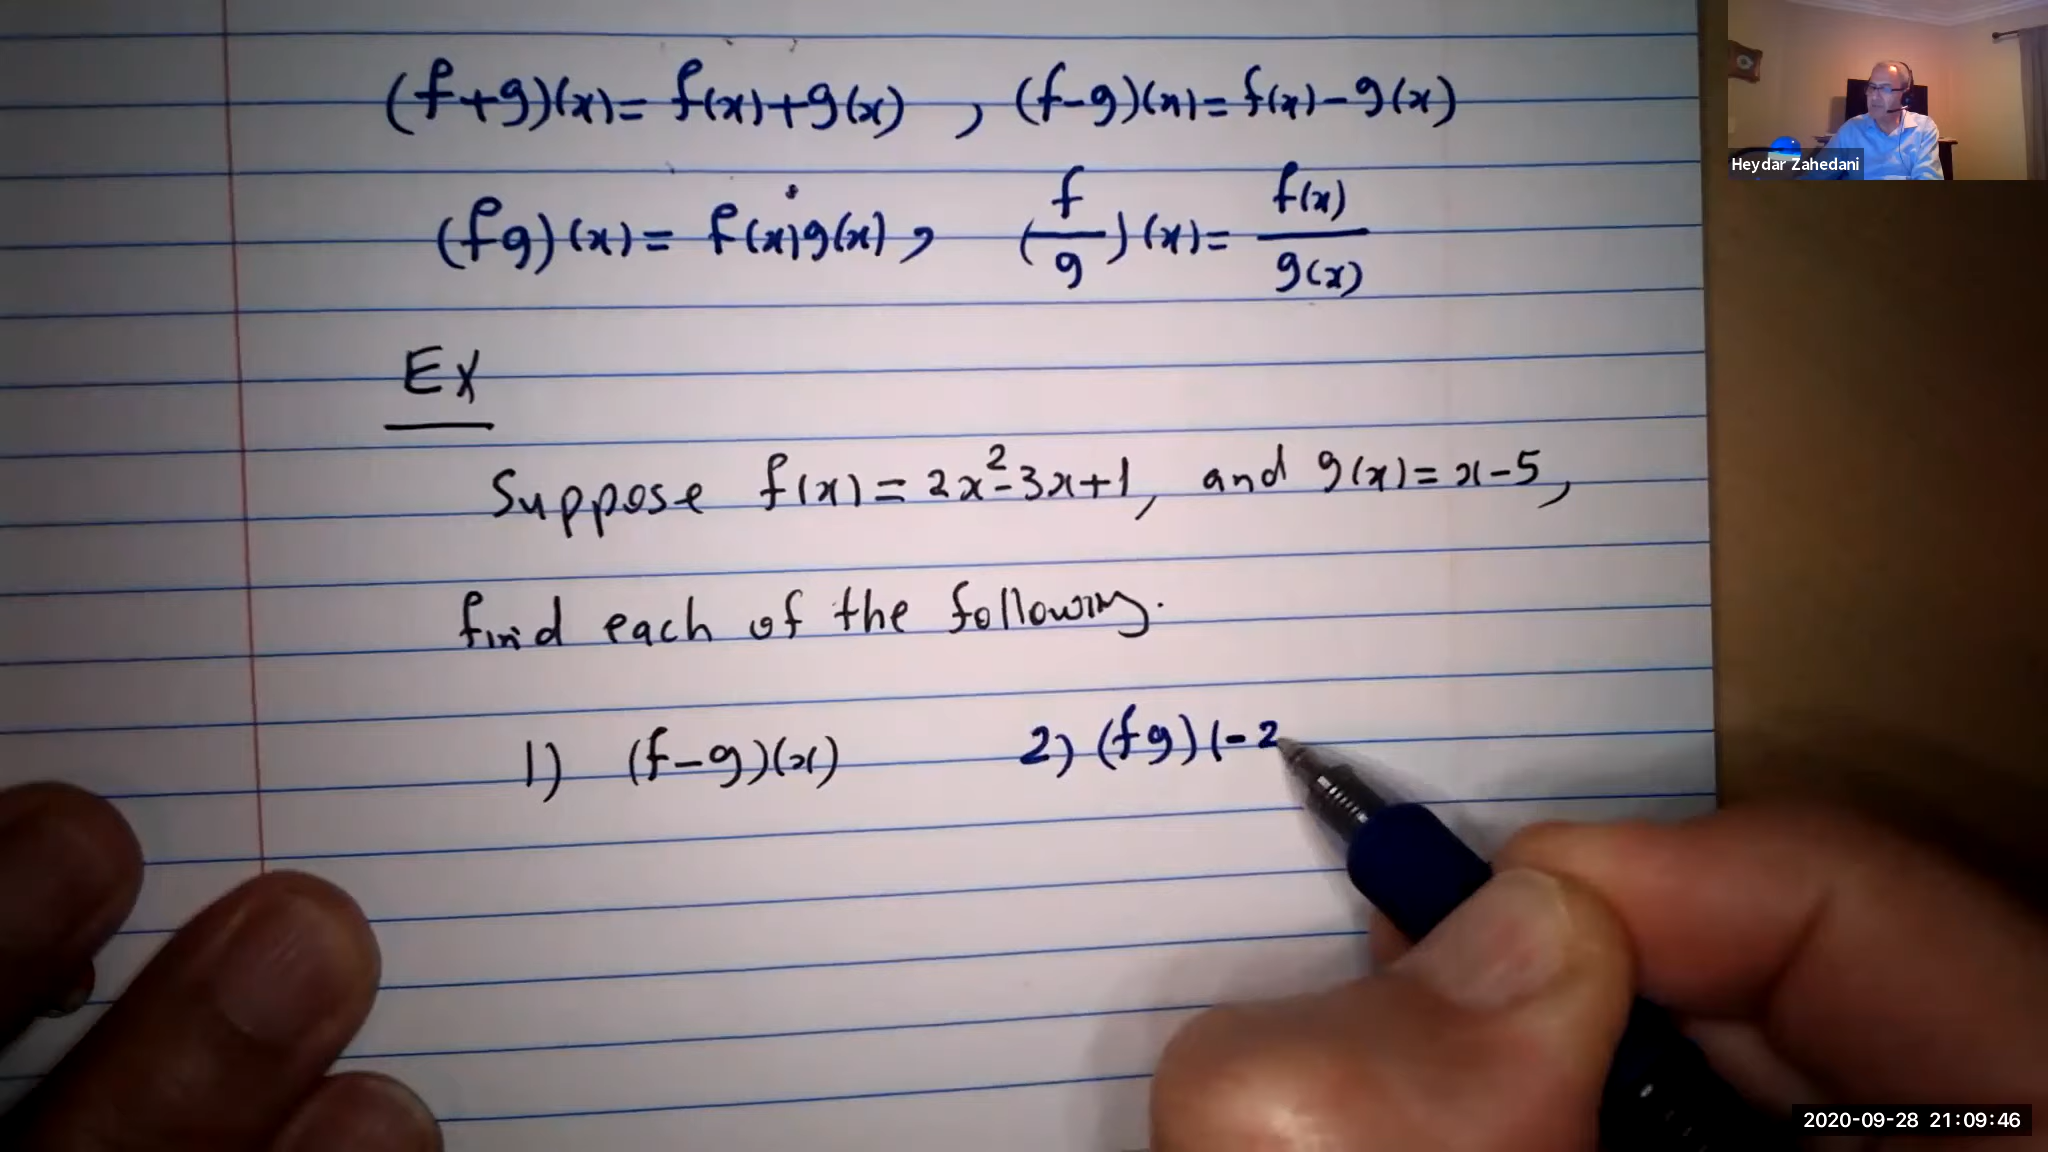 (f+g)(x)= f(x)+g(x) , (f-g)(x)= f(x)-g(x)
(fg)(x)= f(x)g(x), (f/g)(x)= f(x)/g(x)
Ex
Suppose f(x)= 2x²-3x+1, and g(x)= x-5,
find each of the following.
1) (f-g)(x) 2) (fg)(-2
Heydar Zahedani
2020-09-28 21:09:46